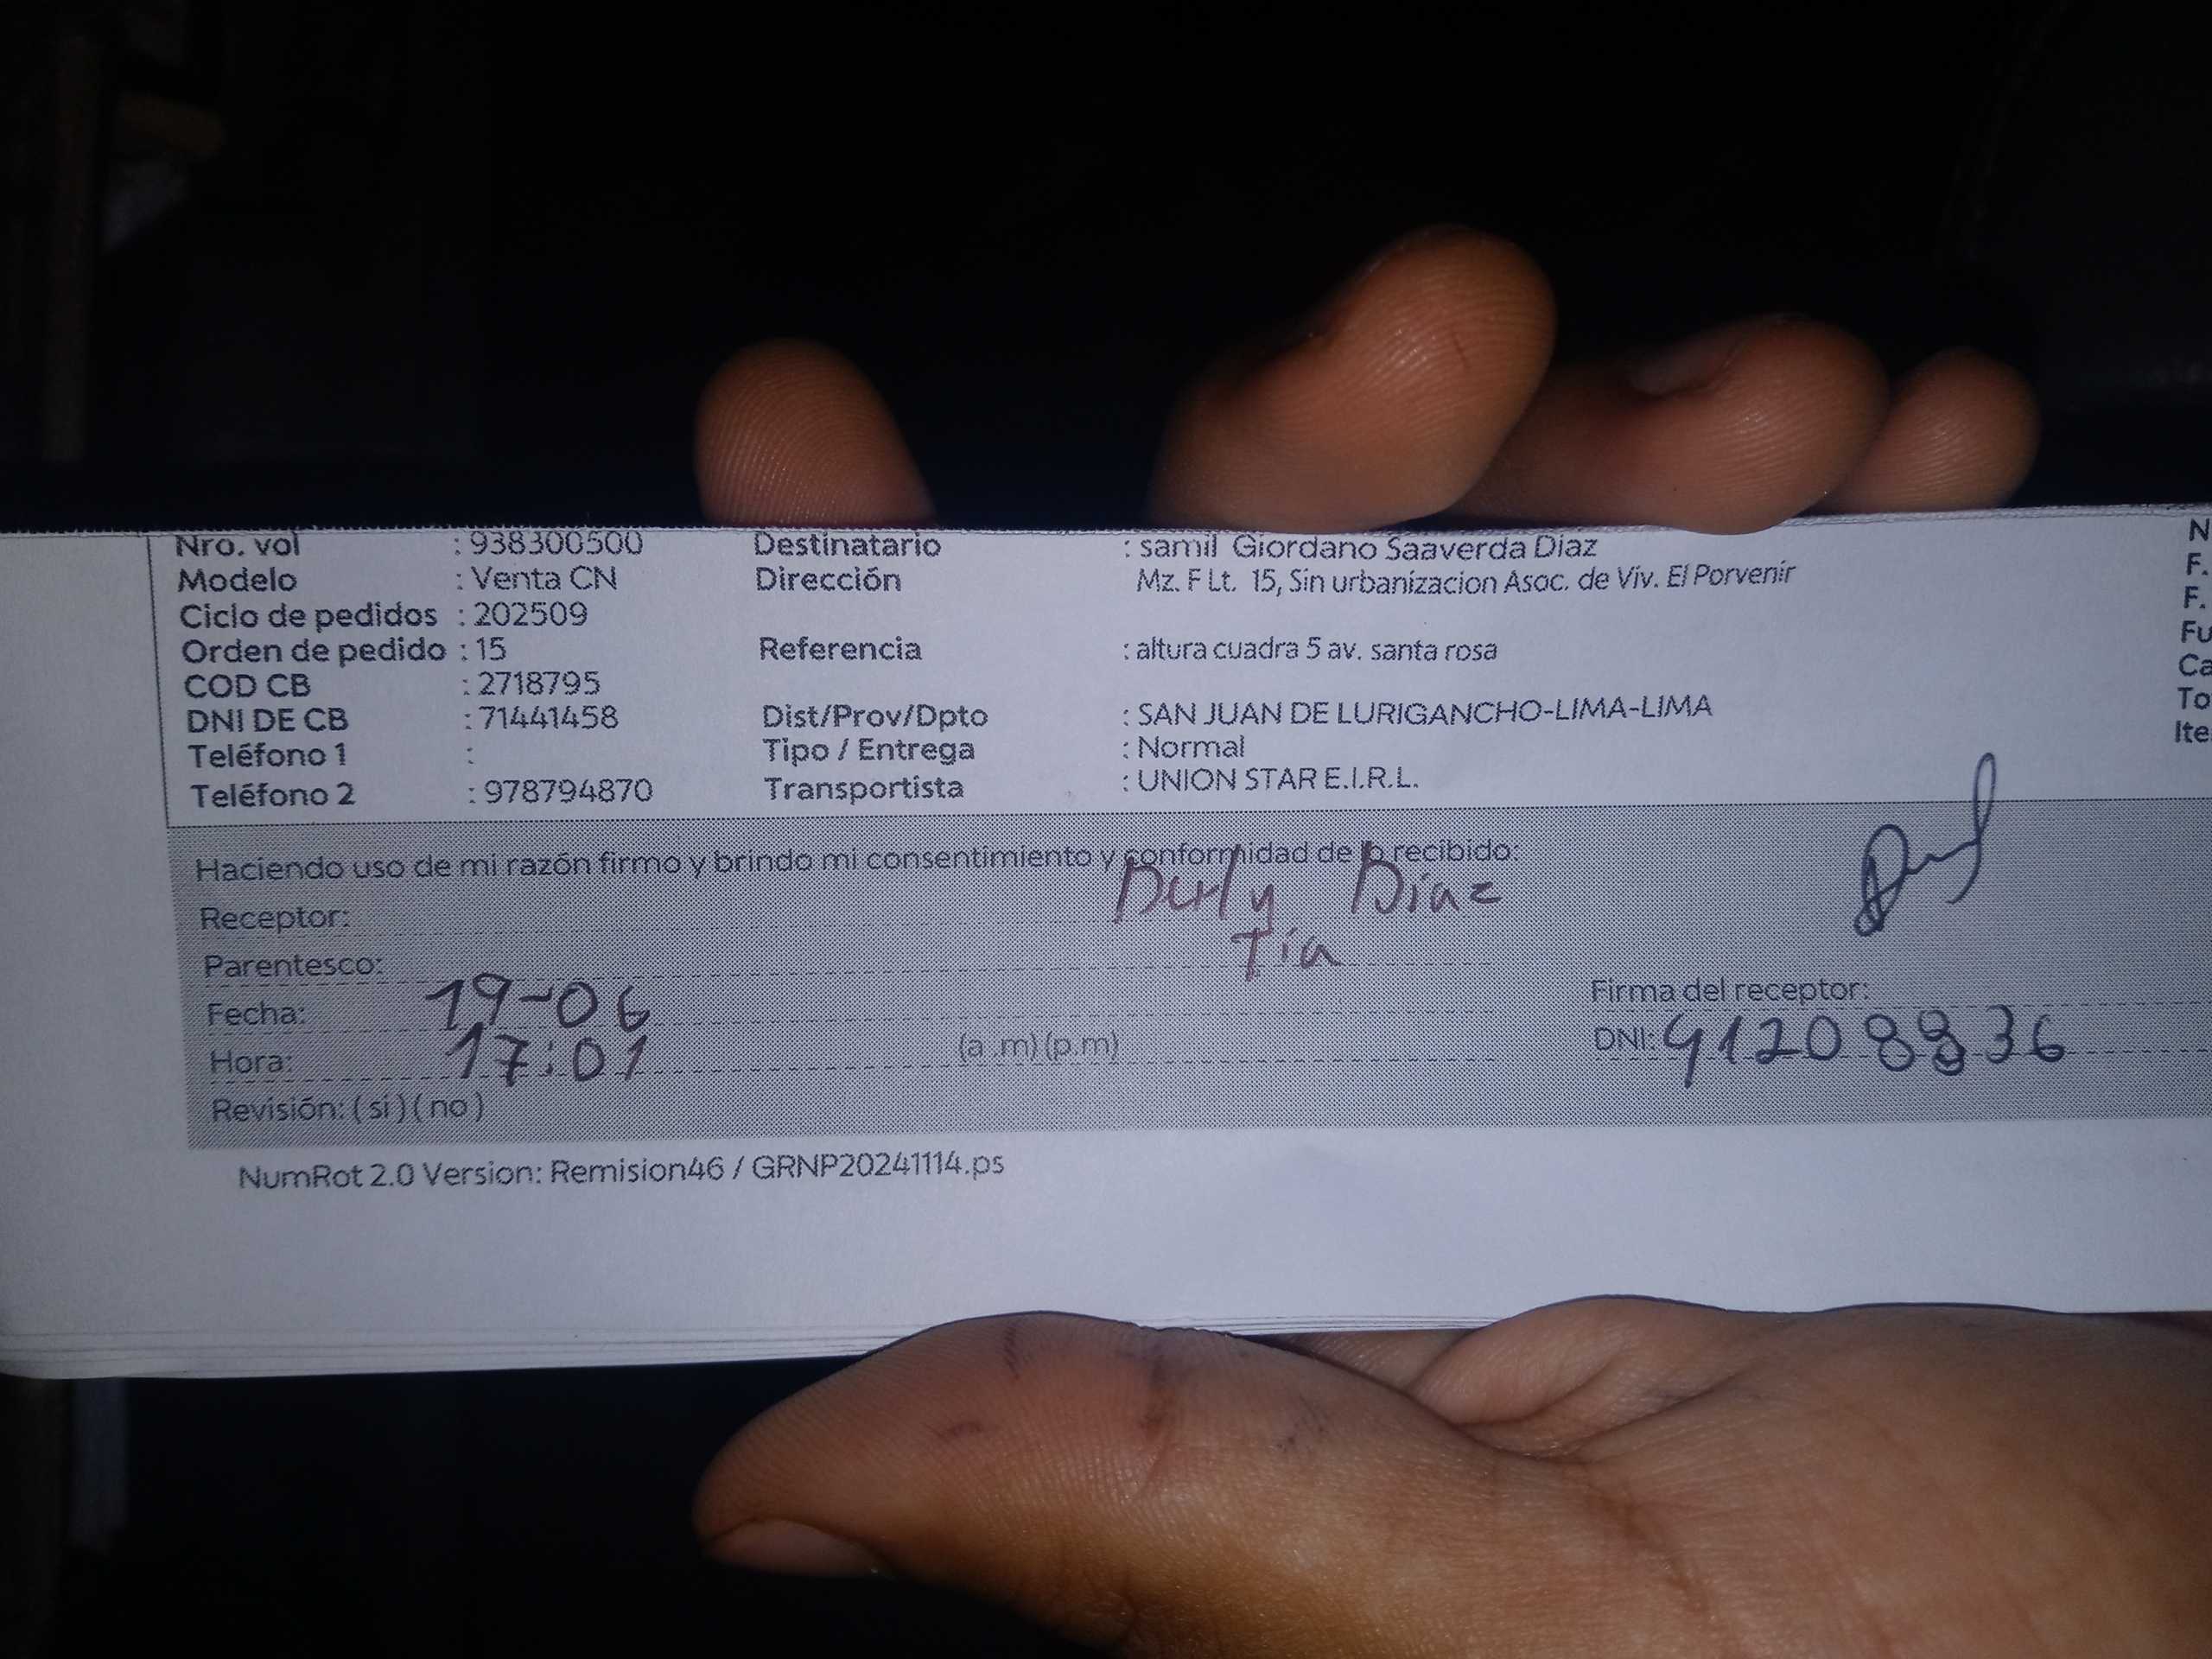 Nro. vol : 938300500 Destinatario : samil Giordano Saaverda Diaz N
Modelo : Venta CN Dirección Mz. F Lt. 15, Sin urbanizacion Asoc. de Viv. El Porvenir F.
Ciclo de pedidos : 202509 F.
Orden de pedido : 15 Referencia : altura cuadra 5 av. santa rosa Fu
COD CB : 2718795 Ca
DNI DE CB : 71441458 Dist/Prov/Dpto : SAN JUAN DE LURIGANCHO-LIMA-LIMA To
Teléfono 1 : Tipo / Entrega : Normal Ite
Teléfono 2 : 978794870 Transportista : UNION STAR E.I.R.L.
Haciendo uso de mi razón firmo y brindo mi consentimiento y conformidad de lo recibido:
Receptor: Diaz
Parentesco: Tia
Fecha: 19-06 Firma del receptor:
Hora: 17:01 (a .m) (p.m) DNI:
Revisión: ( si ) ( no )
NumRot 2.0 Version: Remision46 / GRNP20241114.ps